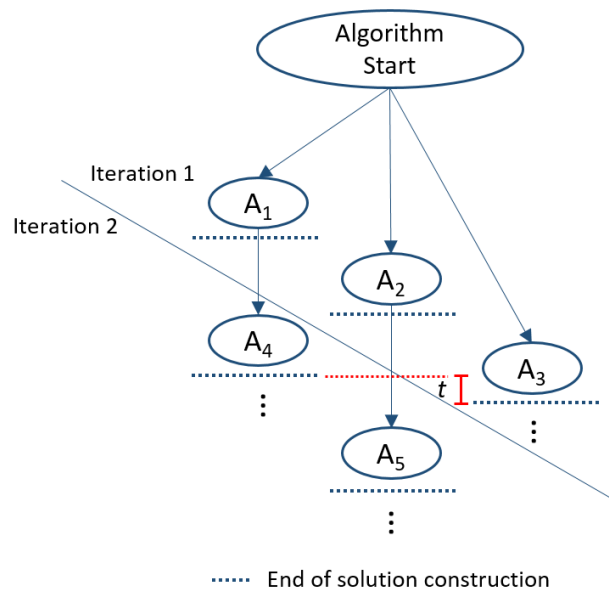 Algorithm
Start
Iteration 1
Iteration 2
A₁
A₂
A₄
A₃
t
A₅
End of solution construction